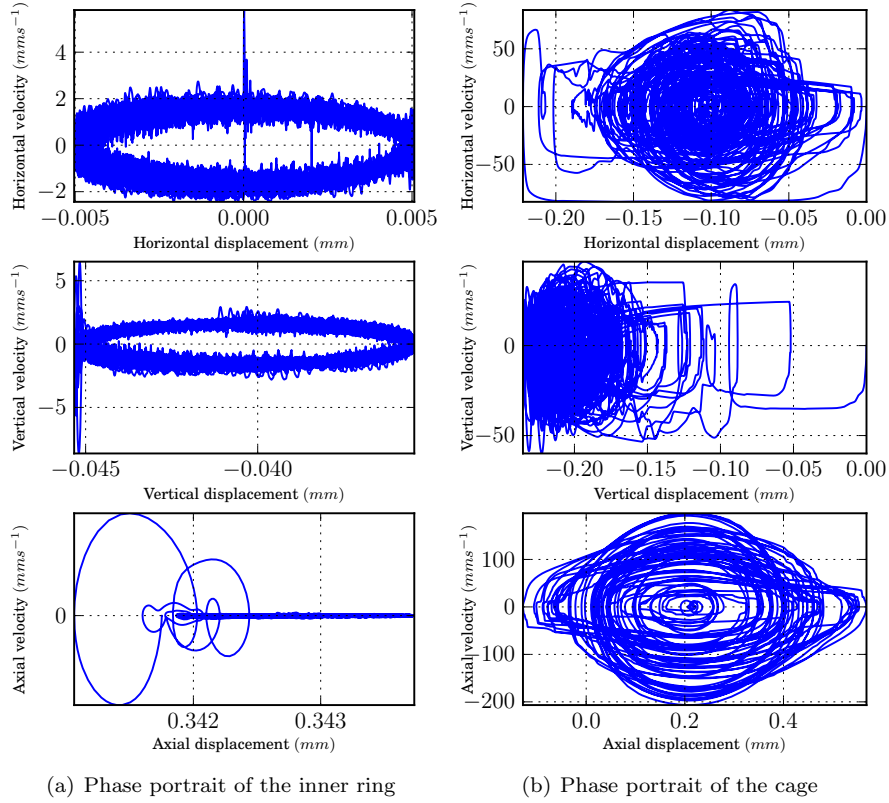 Horizontal velocity (mms⁻¹)
4
2
0
−2
−0.005
0.000
0.005
Horizontal displacement (mm)
Horizontal velocity (mms⁻¹)
50
0
−50
−0.20
−0.15
−0.10
−0.05
0.00
Horizontal displacement (mm)
Vertical velocity (mms⁻¹)
5
0
−5
−0.045
−0.040
Vertical displacement (mm)
Vertical velocity (mms⁻¹)
0
−50
−0.20
−0.15
−0.10
−0.05
0.00
Vertical displacement (mm)
Axial velocity (mms⁻¹)
0
0.342
0.343
Axial displacement (mm)
Axial velocity (mms⁻¹)
100
0
−100
−200
0.0
0.2
0.4
Axial displacement (mm)
(a) Phase portrait of the inner ring
(b) Phase portrait of the cage